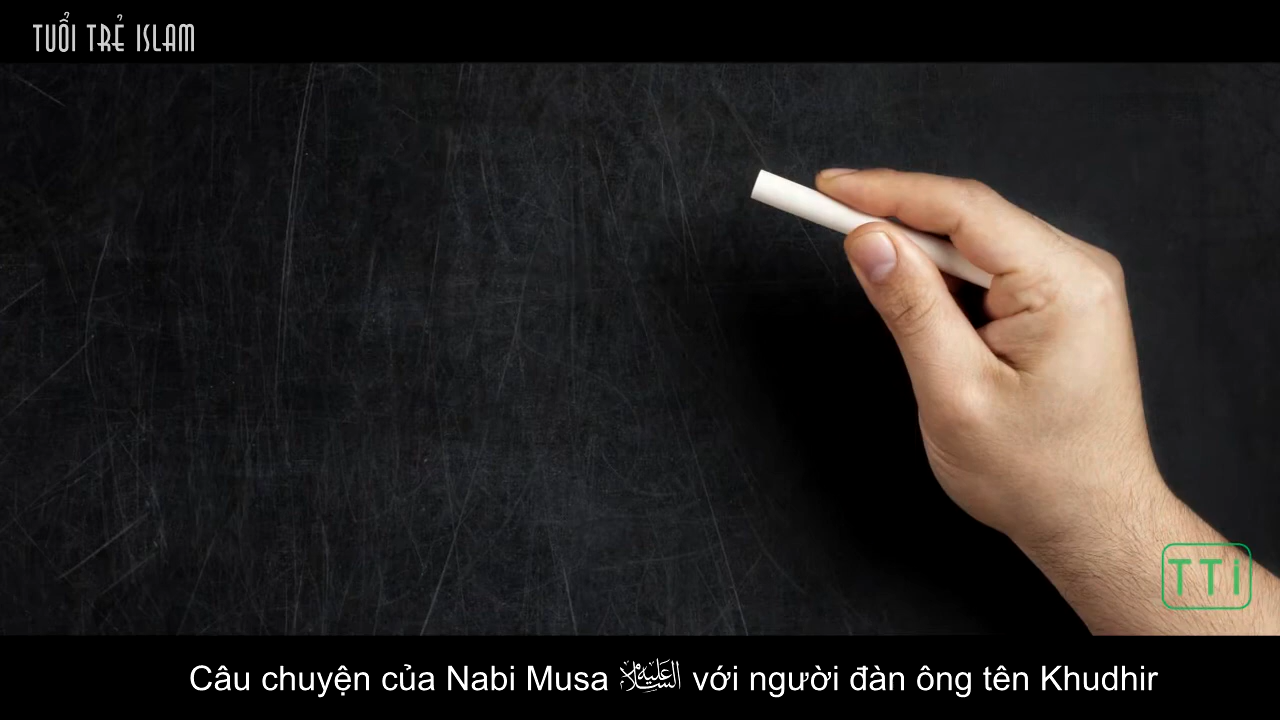 TUỔI TRẺ ISLAM
TTi
Câu chuyện của Nabi Musa عليه السلام với người đàn ông tên Khudhir